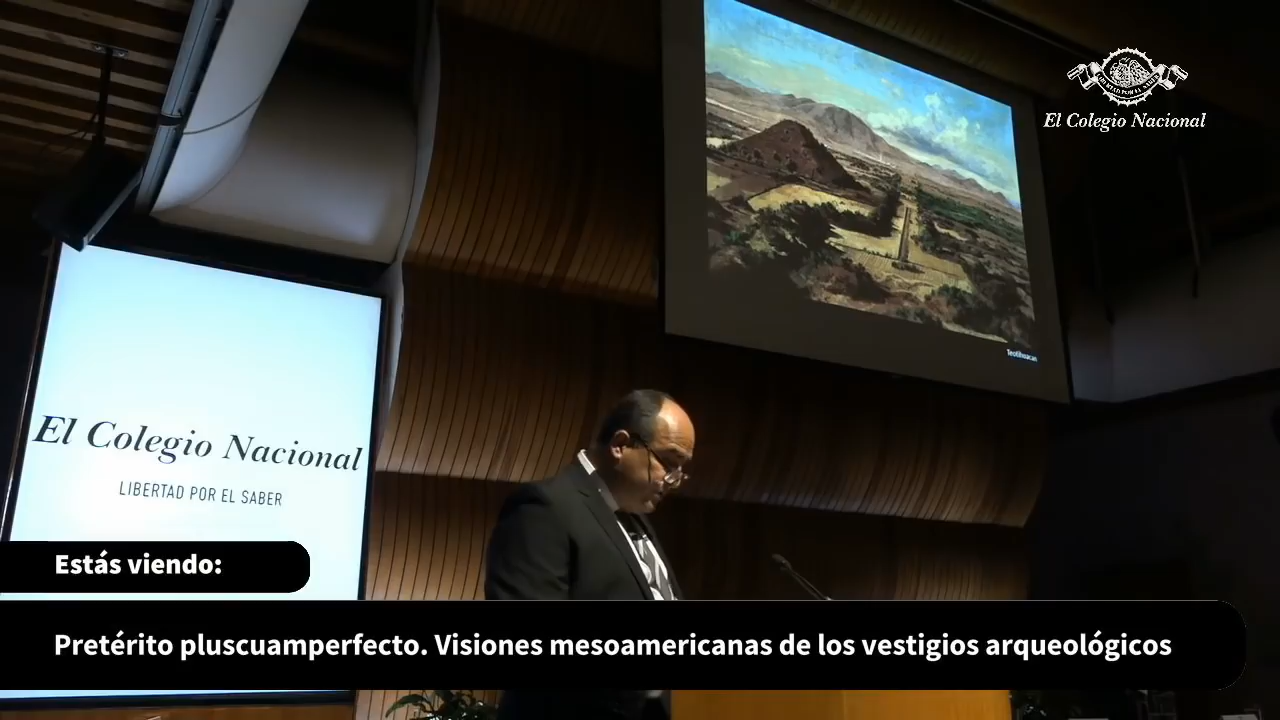 El Colegio Nacional
Teotihuacan
El Colegio Nacional
LIBERTAD POR EL SABER
Estás viendo:
Pretérito pluscuamperfecto. Visiones mesoamericanas de los vestigios arqueológicos